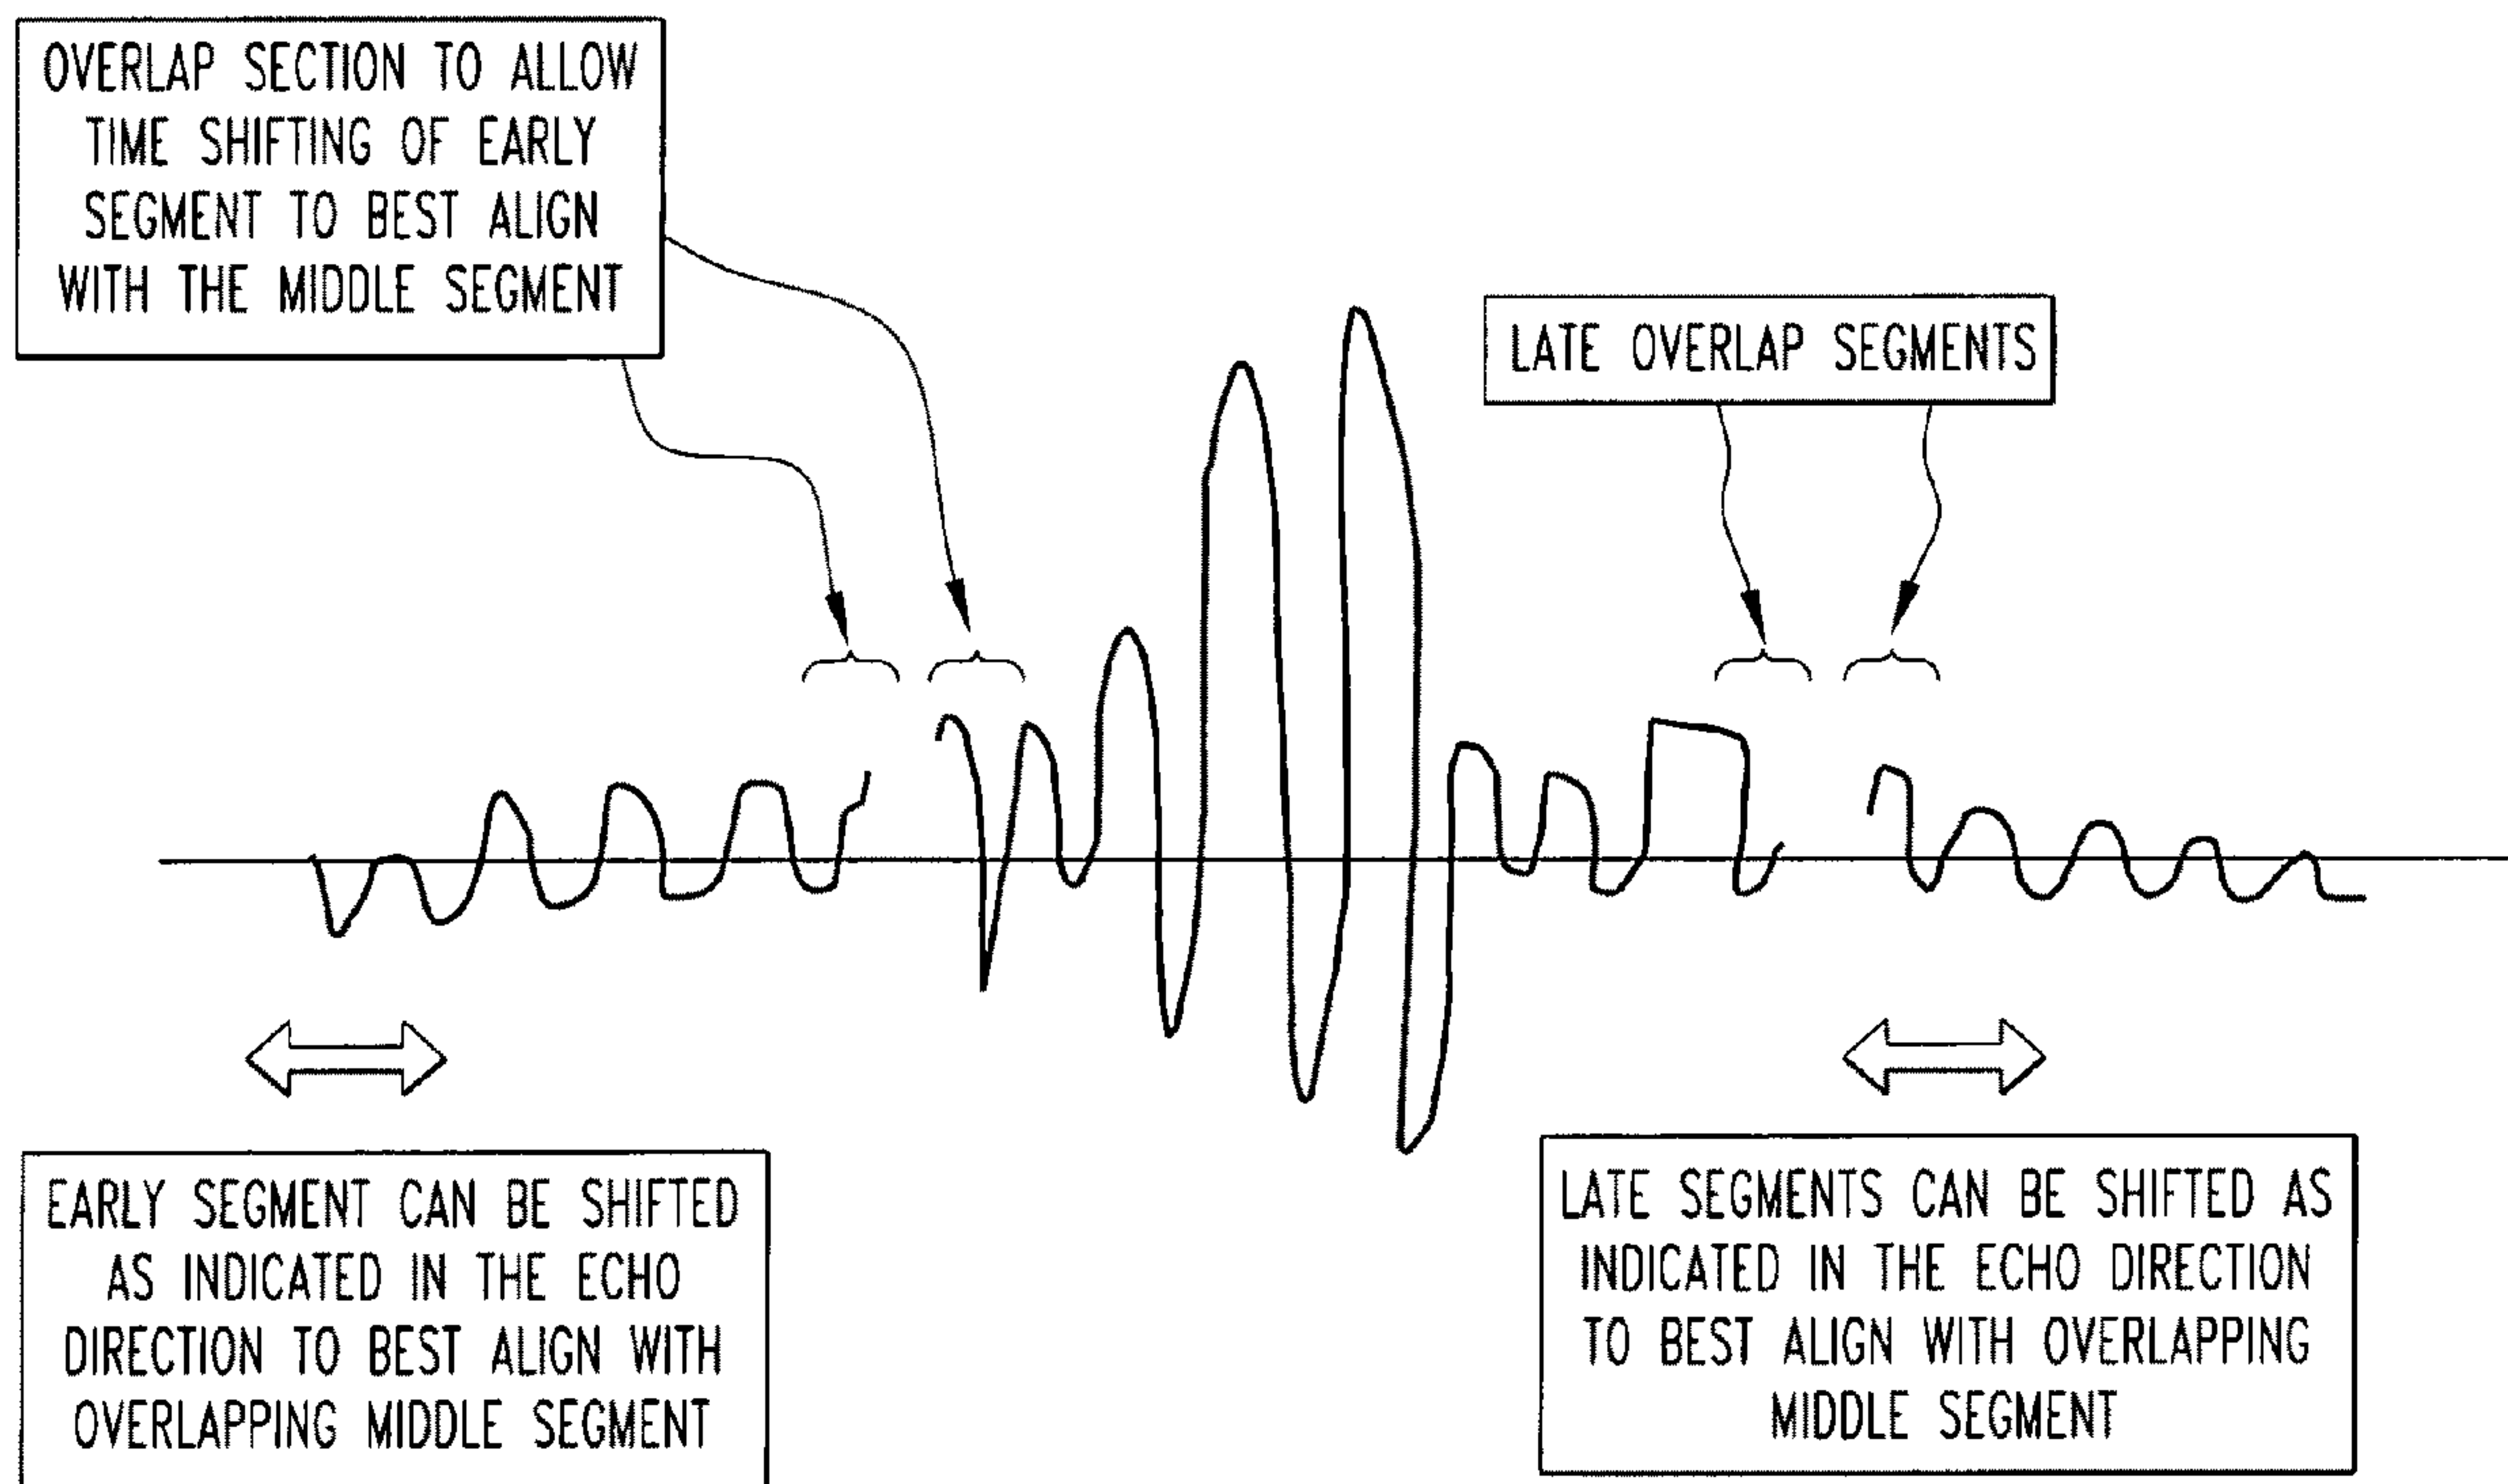 OVERLAP SECTION TO ALLOW
TIME SHIFTING OF EARLY
SEGMENT TO BEST ALIGN
WITH THE MIDDLE SEGMENT
LATE OVERLAP SEGMENTS
EARLY SEGMENT CAN BE SHIFTED
AS INDICATED IN THE ECHO
DIRECTION TO BEST ALIGN WITH
OVERLAPPING MIDDLE SEGMENT
LATE SEGMENTS CAN BE SHIFTED AS
INDICATED IN THE ECHO DIRECTION
TO BEST ALIGN WITH OVERLAPPING
MIDDLE SEGMENT